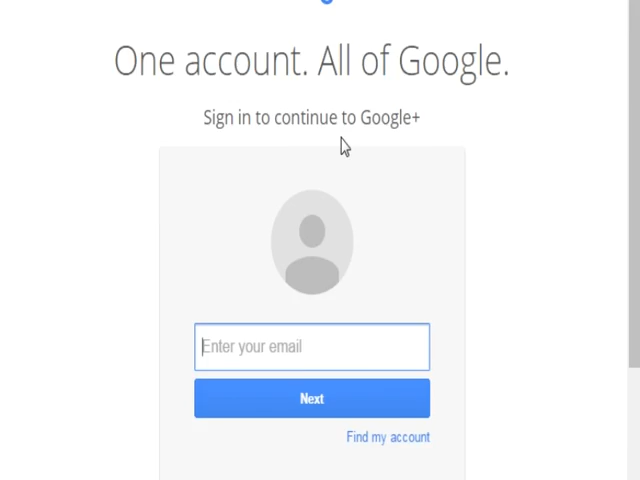 One account. All of Google.
Sign in to continue to Google+
Enter your email
Next
Find my account